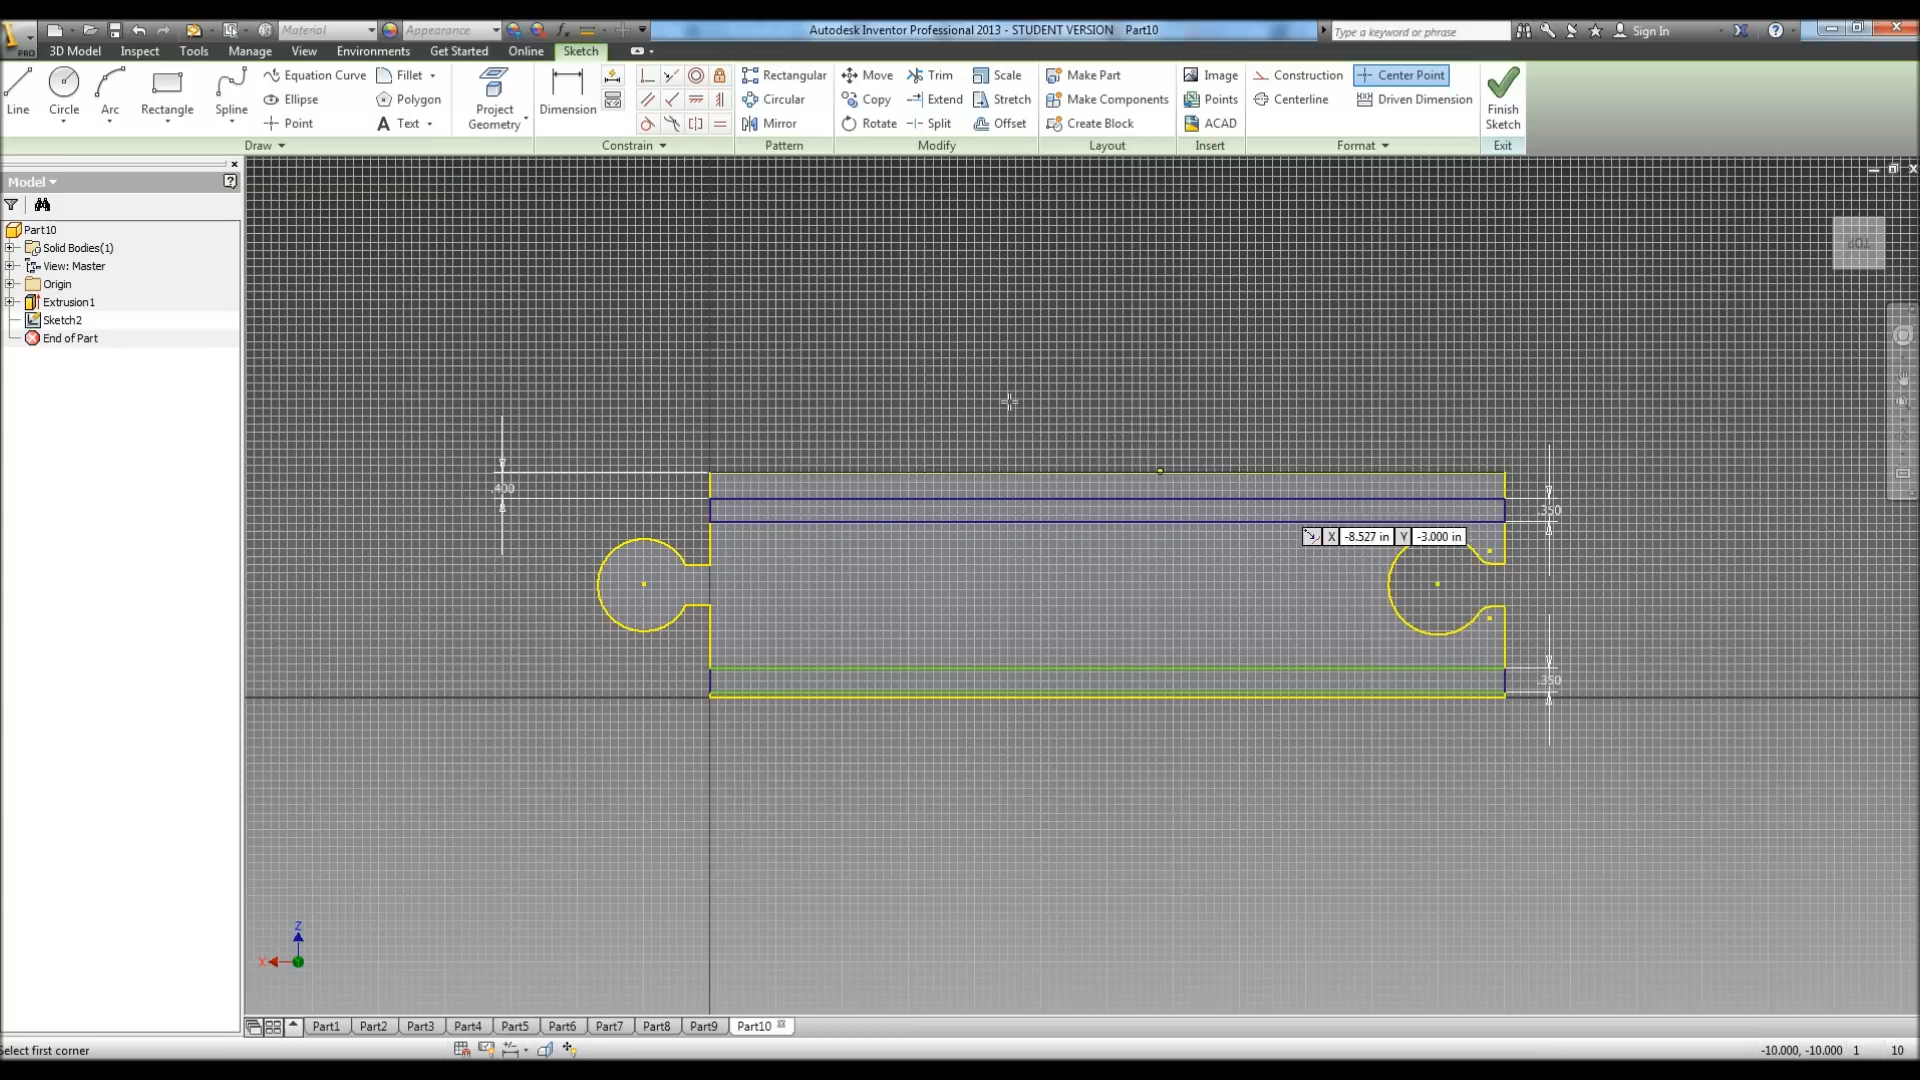 Material
Appearance
Autodesk Inventor Professional 2013 - STUDENT VERSION Part10
Type a keyword or phrase
Sign In
PRO
3D Model Inspect Tools Manage View Environments Get Started Online Sketch
Line
Circle
Arc
Rectangle
Spline
Equation Curve
Ellipse
Point
Fillet
Polygon
Text
Project Geometry
Dimension
Rectangular
Circular
Mirror
Move
Copy
Rotate
Trim
Extend
Split
Scale
Stretch
Offset
Make Part
Make Components
Create Block
Image
Points
ACAD
Construction
Centerline
Center Point
Driven Dimension
Finish Sketch
Draw Constrain Pattern Modify Layout Insert Format Exit
Model
Part10
Solid Bodies(1)
View: Master
Origin
Extrusion1
Sketch2
End of Part
TOP
.400
.350
X -8.527 in Y -3.000 in
.350
Z
X
Part1 Part2 Part3 Part4 Part5 Part6 Part7 Part8 Part9 Part10
Select first corner
-10.000, -10.000 1 10